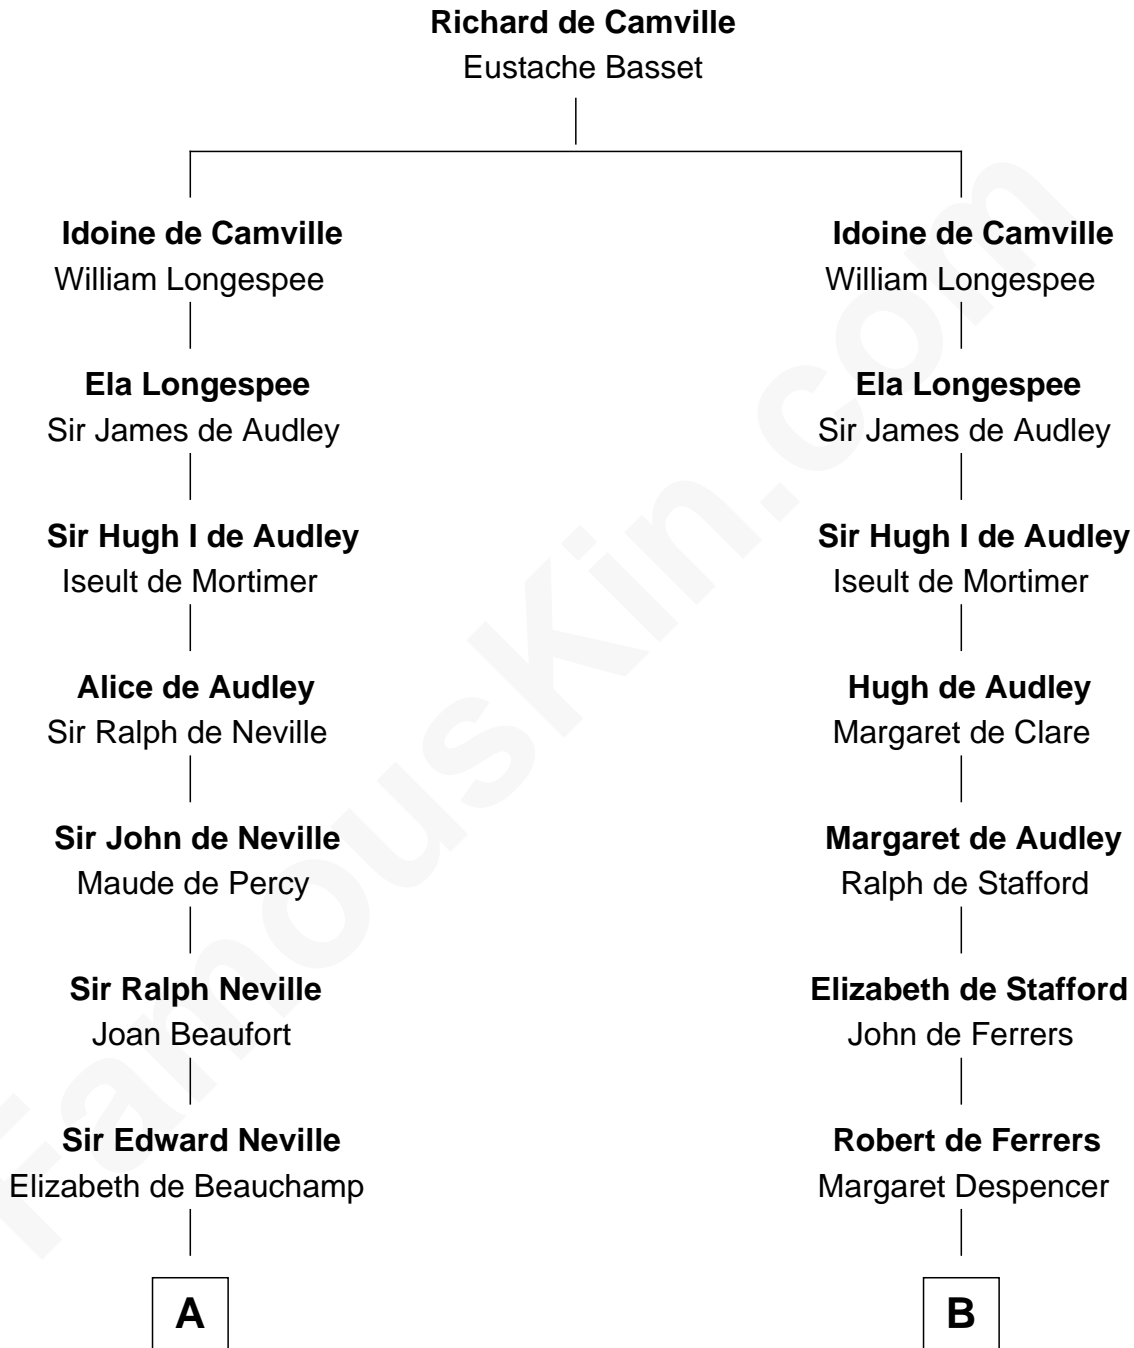 Richard de Camville
Eustache Basset
Idoine de Camville
William Longespee
Ela Longespee
Sir James de Audley
Sir Hugh I de Audley
Iseult de Mortimer
Alice de Audley
Sir Ralph de Neville
Sir John de Neville
Maude de Percy
Sir Ralph Neville
Joan Beaufort
Sir Edward Neville
Elizabeth de Beauchamp
A
Idoine de Camville
William Longespee
Ela Longespee
Sir James de Audley
Sir Hugh I de Audley
Iseult de Mortimer
Hugh de Audley
Margaret de Clare
Margaret de Audley
Ralph de Stafford
Elizabeth de Stafford
John de Ferrers
Robert de Ferrers
Margaret Despencer
B
FamousKin.com